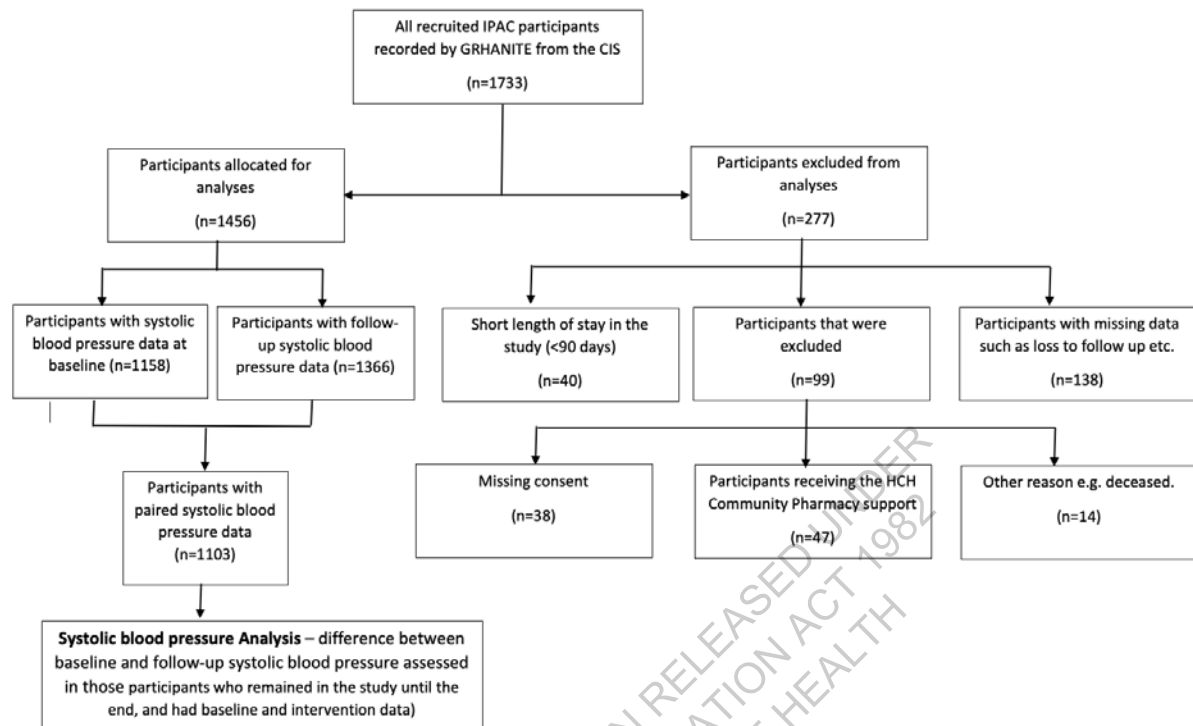 All recruited IPAC participants
recorded by GRHANITE from the CIS
(n=1733)
Participants allocated for
analyses
(n=1456)
Participants excluded from
analyses
(n=277)
Participants with systolic
blood pressure data at
baseline (n=1158)
Participants with follow-
up systolic blood
pressure data (n=1366)
Short length of stay in the
study (<90 days)
(n=40)
Participants that were
excluded
(n=99)
Participants with missing data
such as loss to follow up etc.
(n=138)
Participants with
paired systolic blood
pressure data
(n=1103)
Missing consent
(n=38)
Participants receiving the HCH
Community Pharmacy support
(n=47)
Other reason e.g. deceased.
(n=14)
Systolic blood pressure Analysis – difference between
baseline and follow-up systolic blood pressure assessed
in those participants who remained in the study until the
end, and had baseline and intervention data)
RELEASED UNDER
ACT 1982
HEALTH